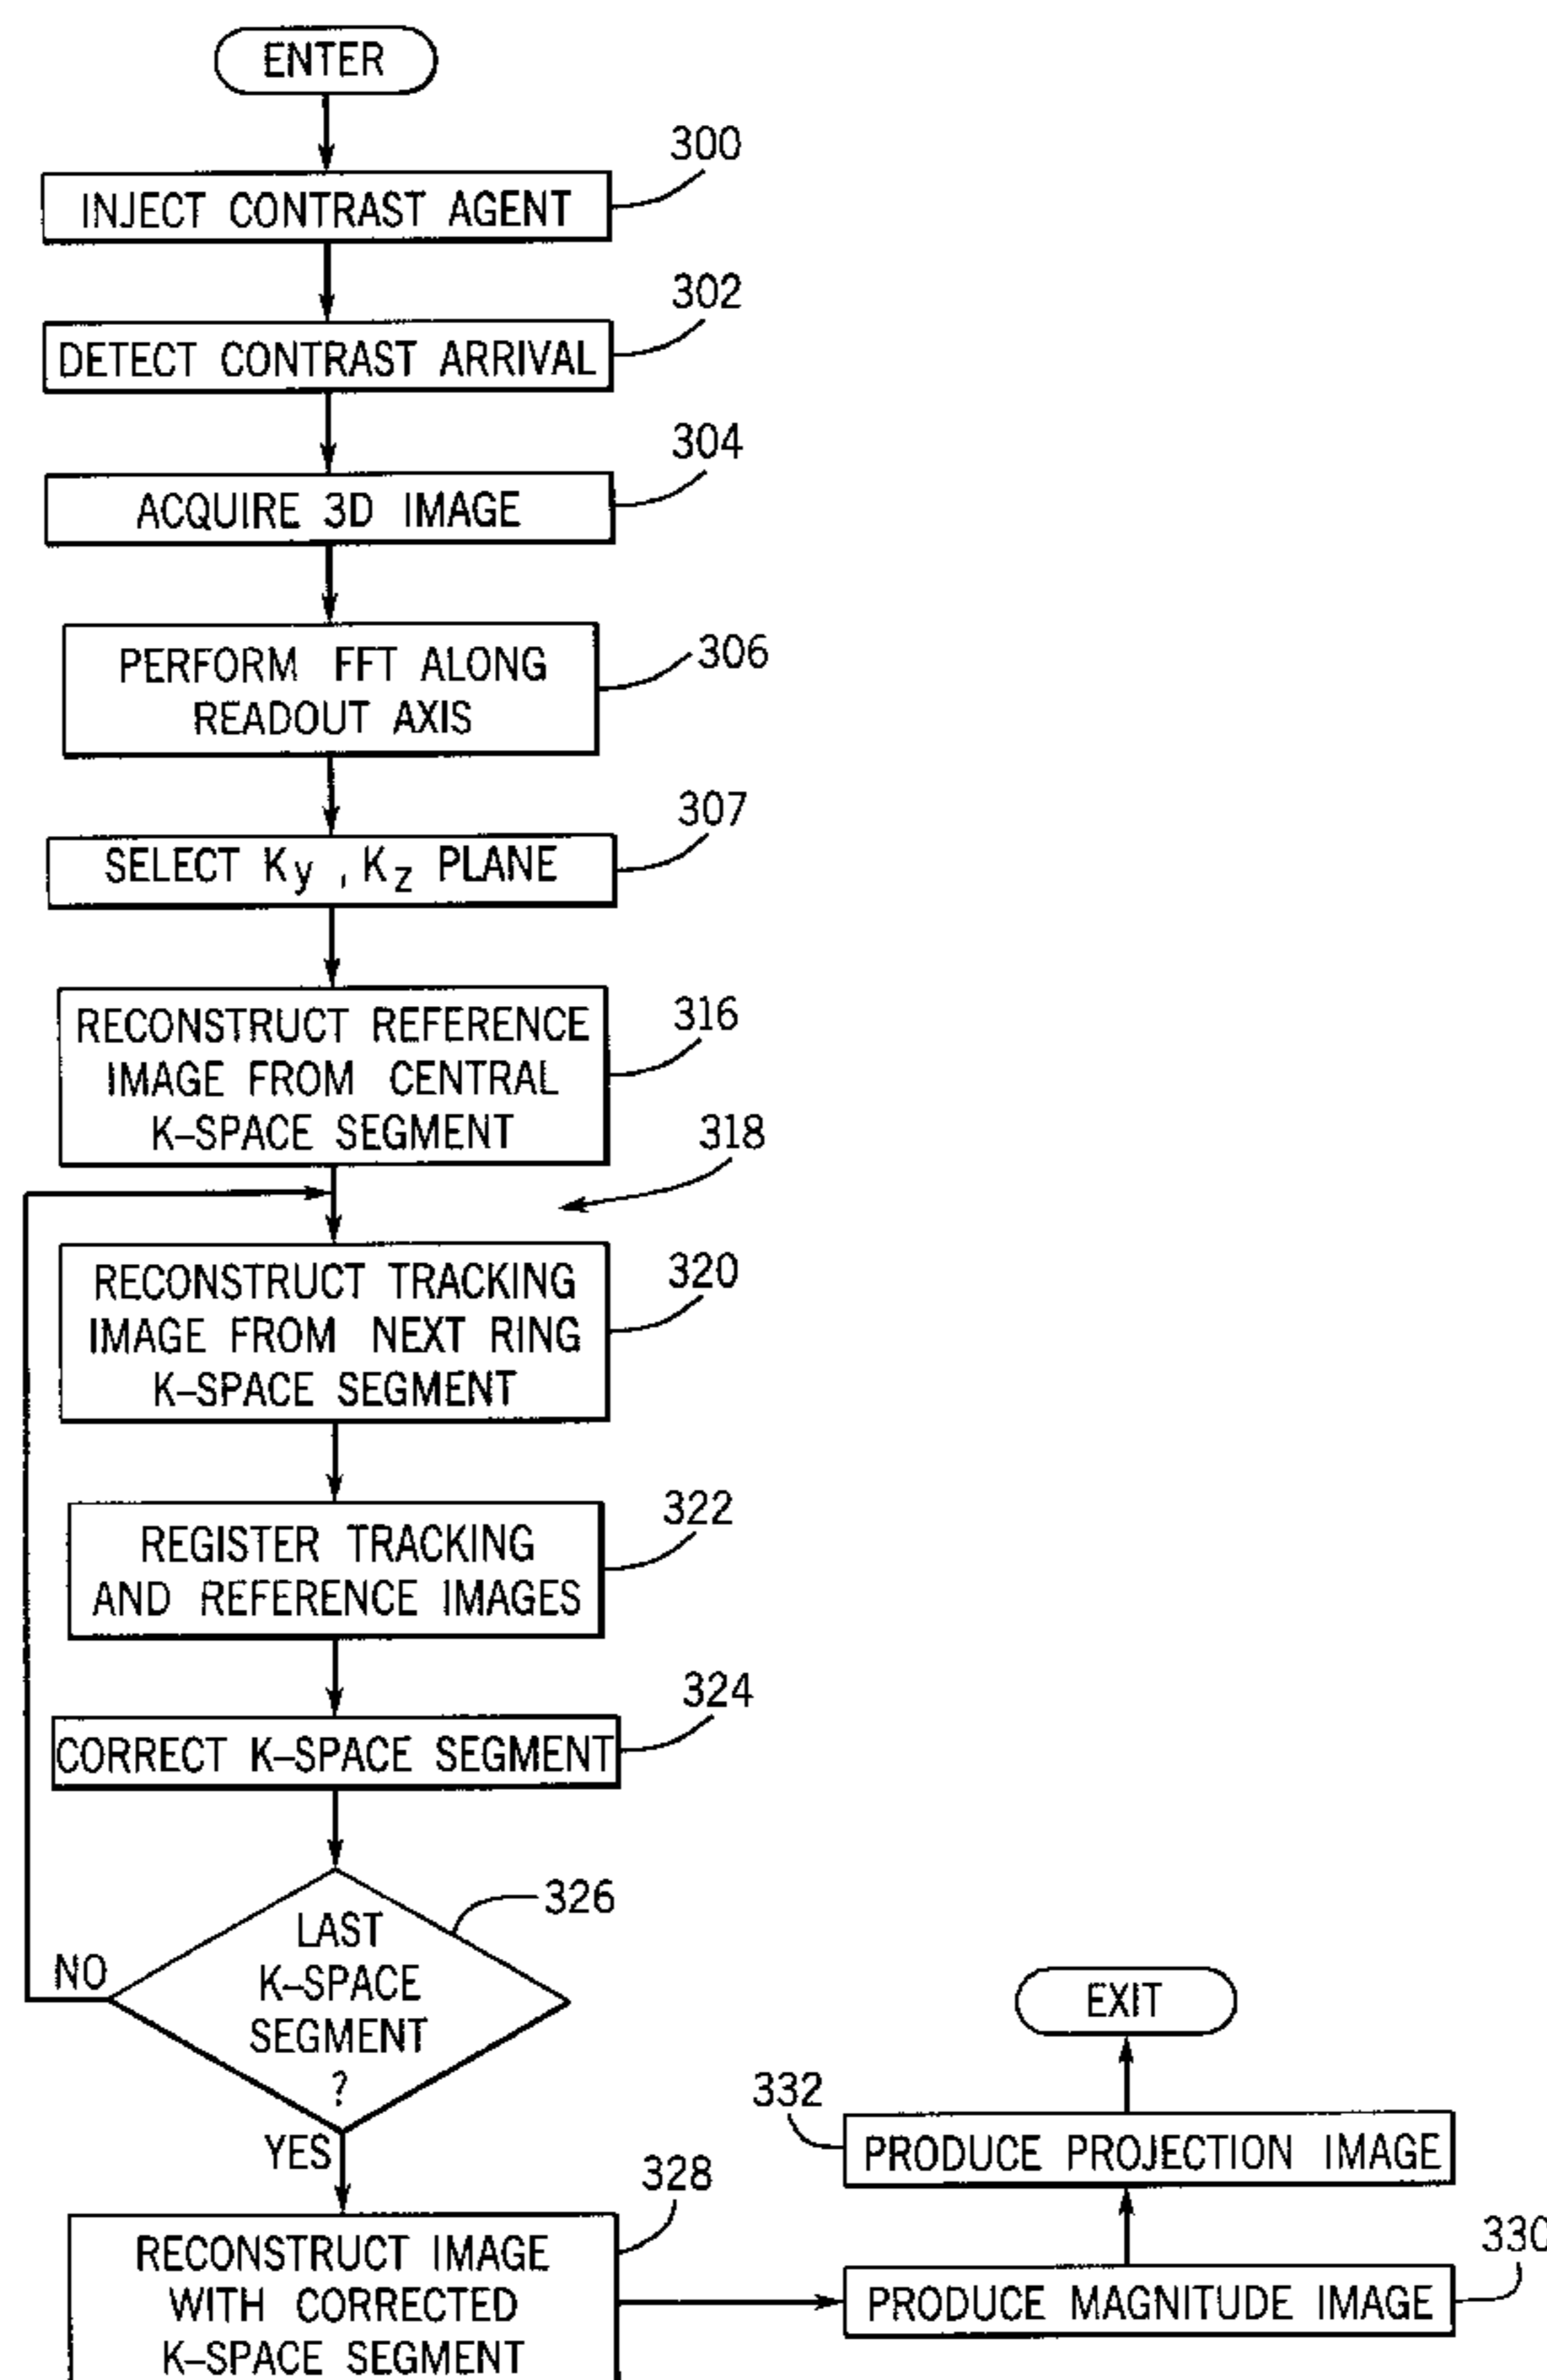 ENTER
300
INJECT CONTRAST AGENT
302
DETECT CONTRAST ARRIVAL
304
ACQUIRE 3D IMAGE
306
PERFORM FFT ALONG
READOUT AXIS
307
SELECT Ky , Kz PLANE
316
RECONSTRUCT REFERENCE
IMAGE FROM CENTRAL
K–SPACE SEGMENT
318
320
RECONSTRUCT TRACKING
IMAGE FROM NEXT RING
K–SPACE SEGMENT
322
REGISTER TRACKING
AND REFERENCE IMAGES
324
CORRECT K–SPACE SEGMENT
326
LAST
K–SPACE
SEGMENT
?
NO
YES
328
RECONSTRUCT IMAGE
WITH CORRECTED
K–SPACE SEGMENT
330
PRODUCE MAGNITUDE IMAGE
332
PRODUCE PROJECTION IMAGE
EXIT